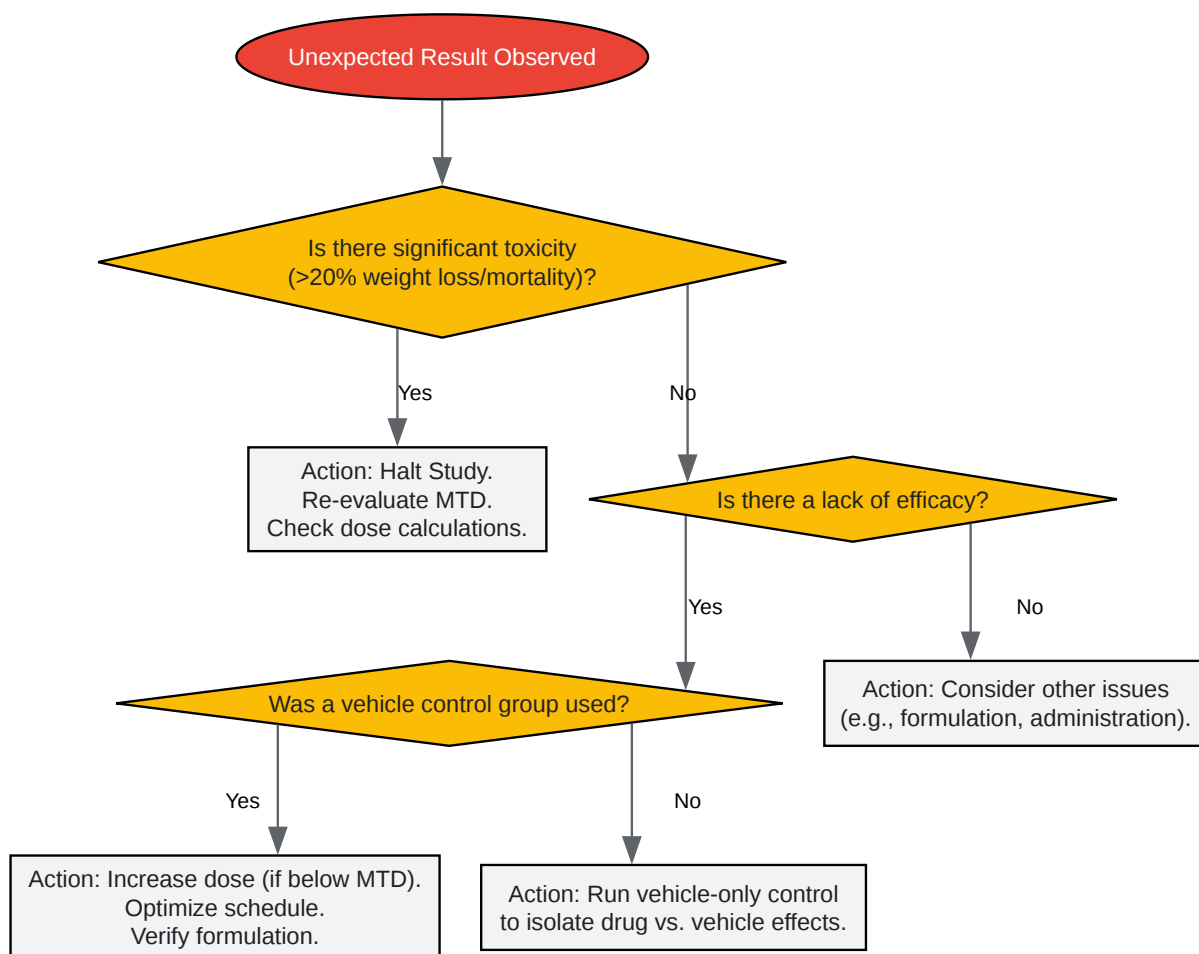 Unexpected Result Observed
Is there significant toxicity
(>20% weight loss/mortality)?
Yes
No
Action: Halt Study.
Re-evaluate MTD.
Check dose calculations.
Is there a lack of efficacy?
Yes
No
Was a vehicle control group used?
Action: Consider other issues
(e.g., formulation, administration).
Yes
No
Action: Increase dose (if below MTD).
Optimize schedule.
Verify formulation.
Action: Run vehicle-only control
to isolate drug vs. vehicle effects.